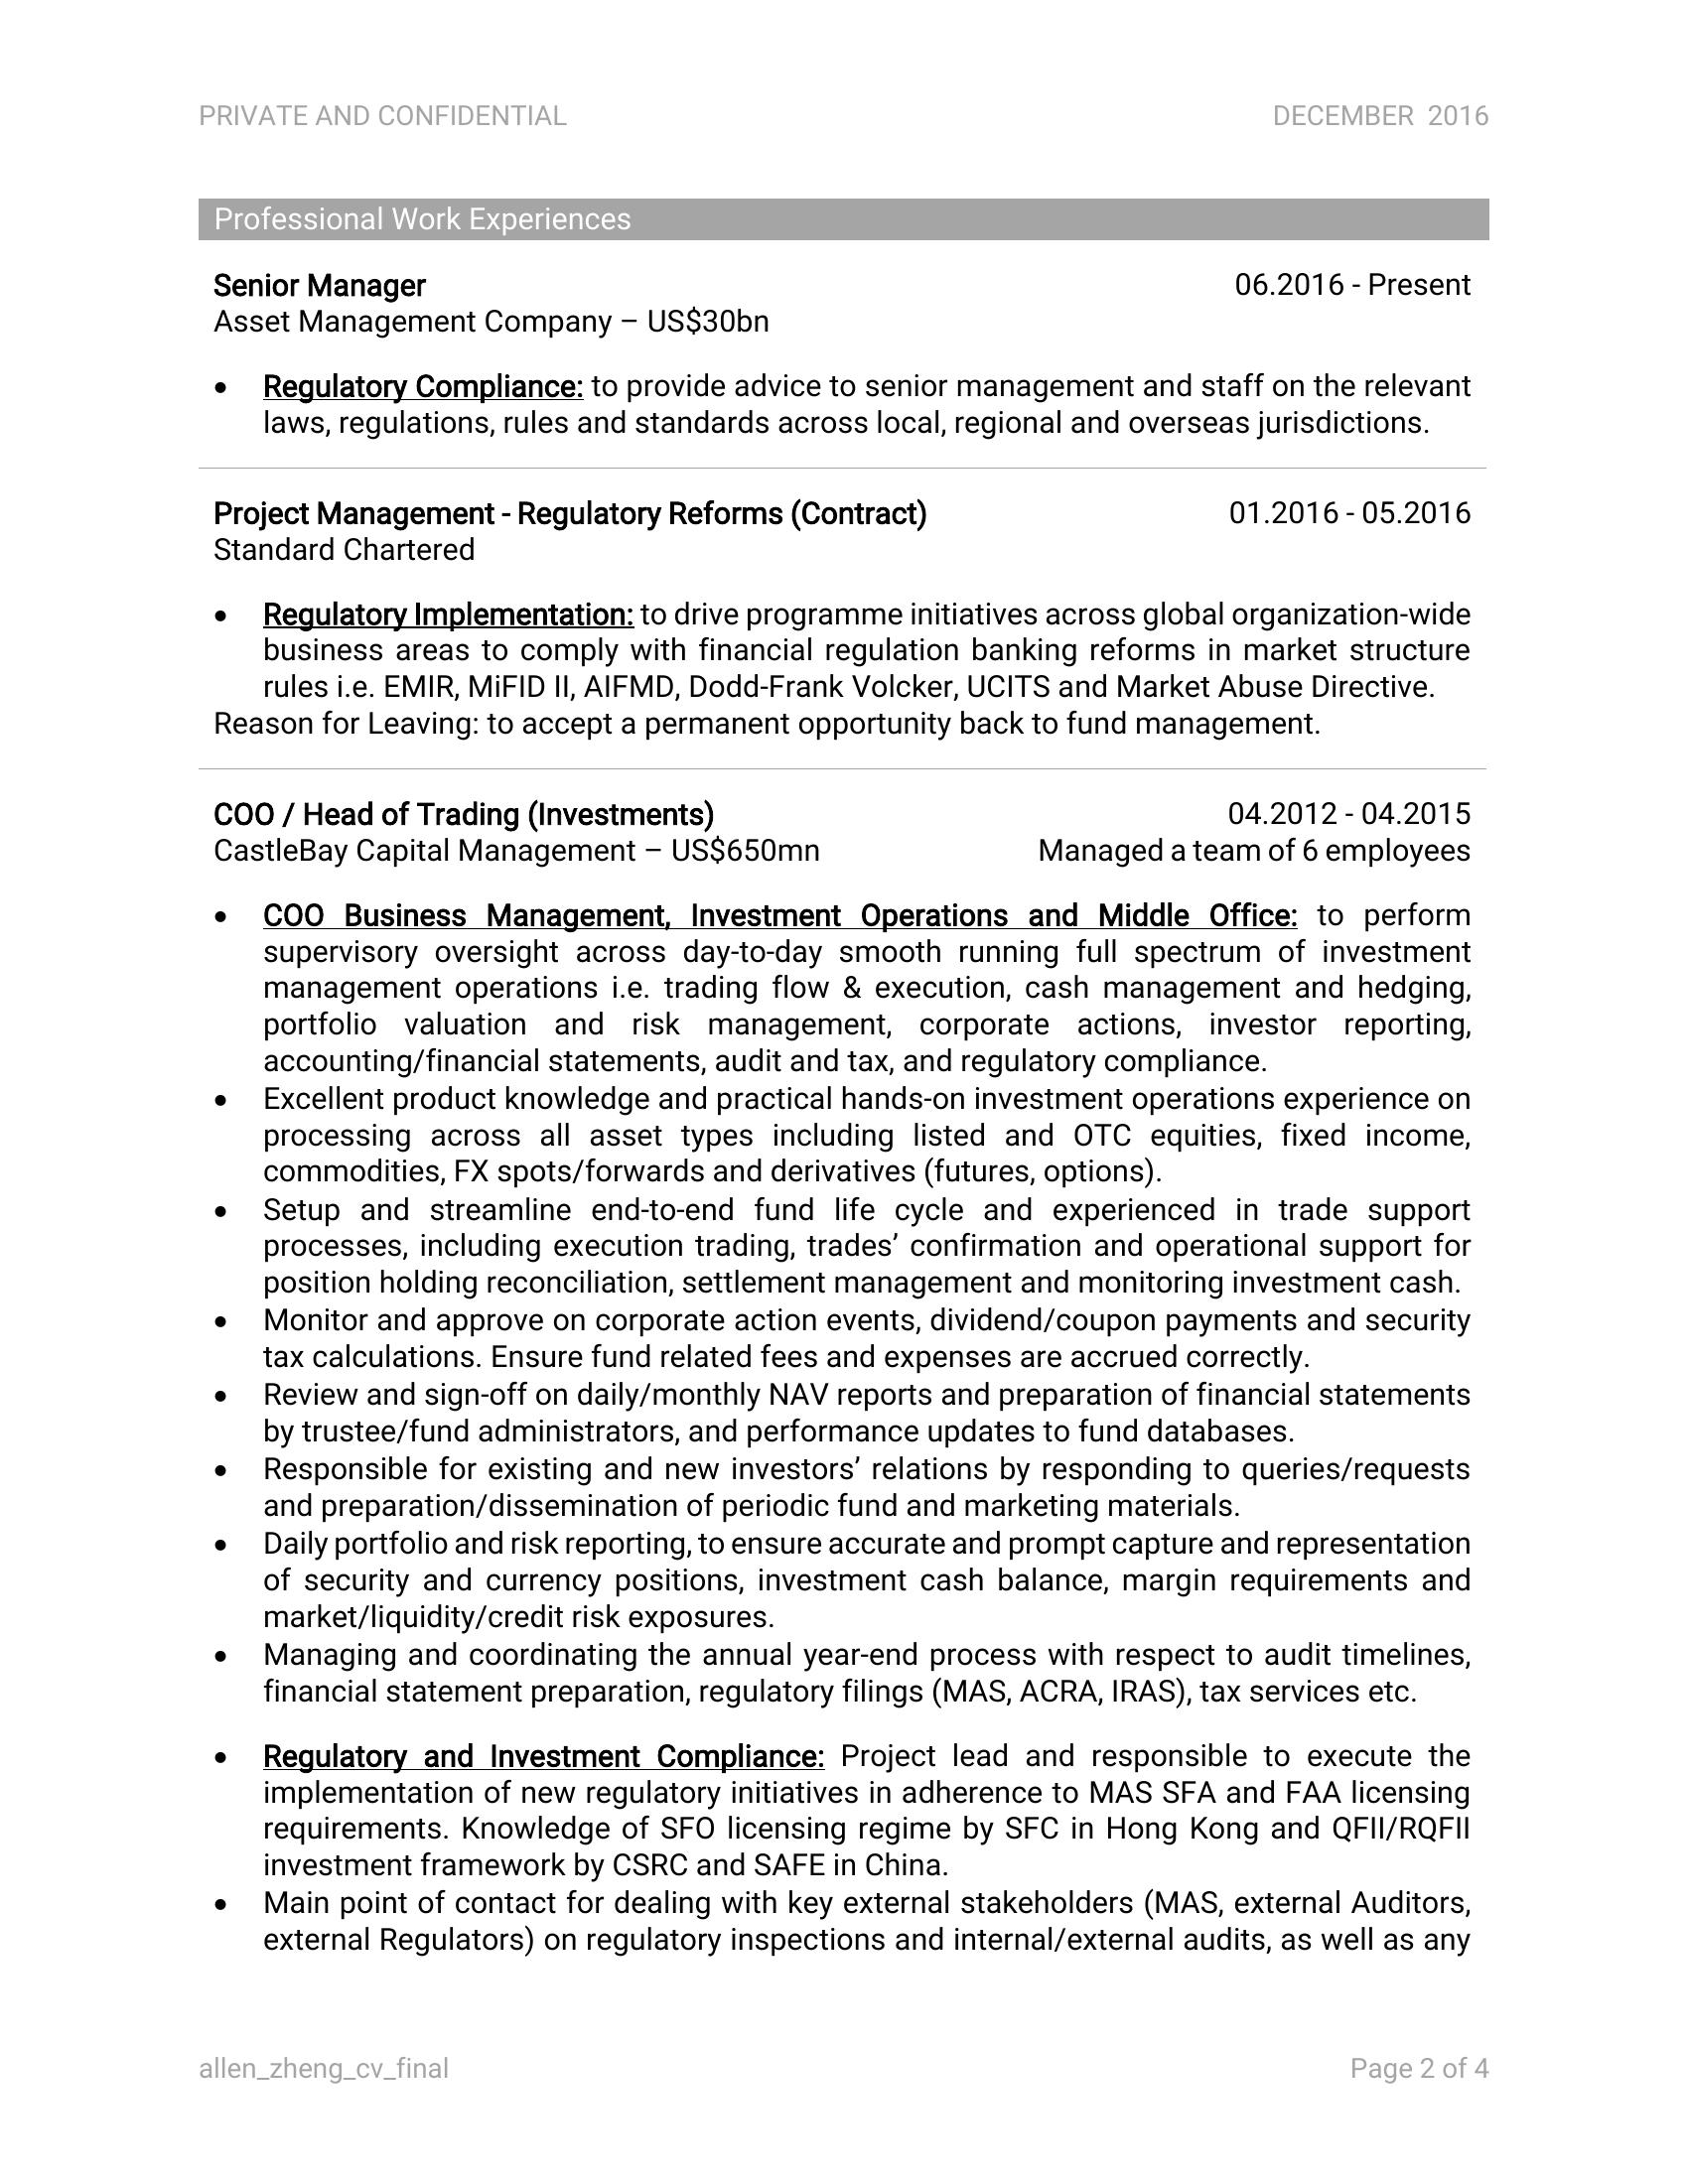 PRIVATE AND CONFIDENTIAL DECEMBER 2016
Professional Work Experiences
Senior Manager 06.2016 - Present
Asset Management Company – US$30bn
• Regulatory Compliance: to provide advice to senior management and staff on the relevant
laws, regulations, rules and standards across local, regional and overseas jurisdictions.
Project Management - Regulatory Reforms (Contract) 01.2016 - 05.2016
Standard Chartered
• Regulatory Implementation: to drive programme initiatives across global organization-wide
business areas to comply with financial regulation banking reforms in market structure
rules i.e. EMIR, MiFID II, AIFMD, Dodd-Frank Volcker, UCITS and Market Abuse Directive.
Reason for Leaving: to accept a permanent opportunity back to fund management.
COO / Head of Trading (Investments) 04.2012 - 04.2015
CastleBay Capital Management – US$650mn Managed a team of 6 employees
• COO Business Management, Investment Operations and Middle Office: to perform
supervisory oversight across day-to-day smooth running full spectrum of investment
management operations i.e. trading flow & execution, cash management and hedging,
portfolio valuation and risk management, corporate actions, investor reporting,
accounting/financial statements, audit and tax, and regulatory compliance.
• Excellent product knowledge and practical hands-on investment operations experience on
processing across all asset types including listed and OTC equities, fixed income,
commodities, FX spots/forwards and derivatives (futures, options).
• Setup and streamline end-to-end fund life cycle and experienced in trade support
processes, including execution trading, trades’ confirmation and operational support for
position holding reconciliation, settlement management and monitoring investment cash.
• Monitor and approve on corporate action events, dividend/coupon payments and security
tax calculations. Ensure fund related fees and expenses are accrued correctly.
• Review and sign-off on daily/monthly NAV reports and preparation of financial statements
by trustee/fund administrators, and performance updates to fund databases.
• Responsible for existing and new investors’ relations by responding to queries/requests
and preparation/dissemination of periodic fund and marketing materials.
• Daily portfolio and risk reporting, to ensure accurate and prompt capture and representation
of security and currency positions, investment cash balance, margin requirements and
market/liquidity/credit risk exposures.
• Managing and coordinating the annual year-end process with respect to audit timelines,
financial statement preparation, regulatory filings (MAS, ACRA, IRAS), tax services etc.
• Regulatory and Investment Compliance: Project lead and responsible to execute the
implementation of new regulatory initiatives in adherence to MAS SFA and FAA licensing
requirements. Knowledge of SFO licensing regime by SFC in Hong Kong and QFII/RQFII
investment framework by CSRC and SAFE in China.
• Main point of contact for dealing with key external stakeholders (MAS, external Auditors,
external Regulators) on regulatory inspections and internal/external audits, as well as any
allen_zheng_cv_final Page 2 of 4